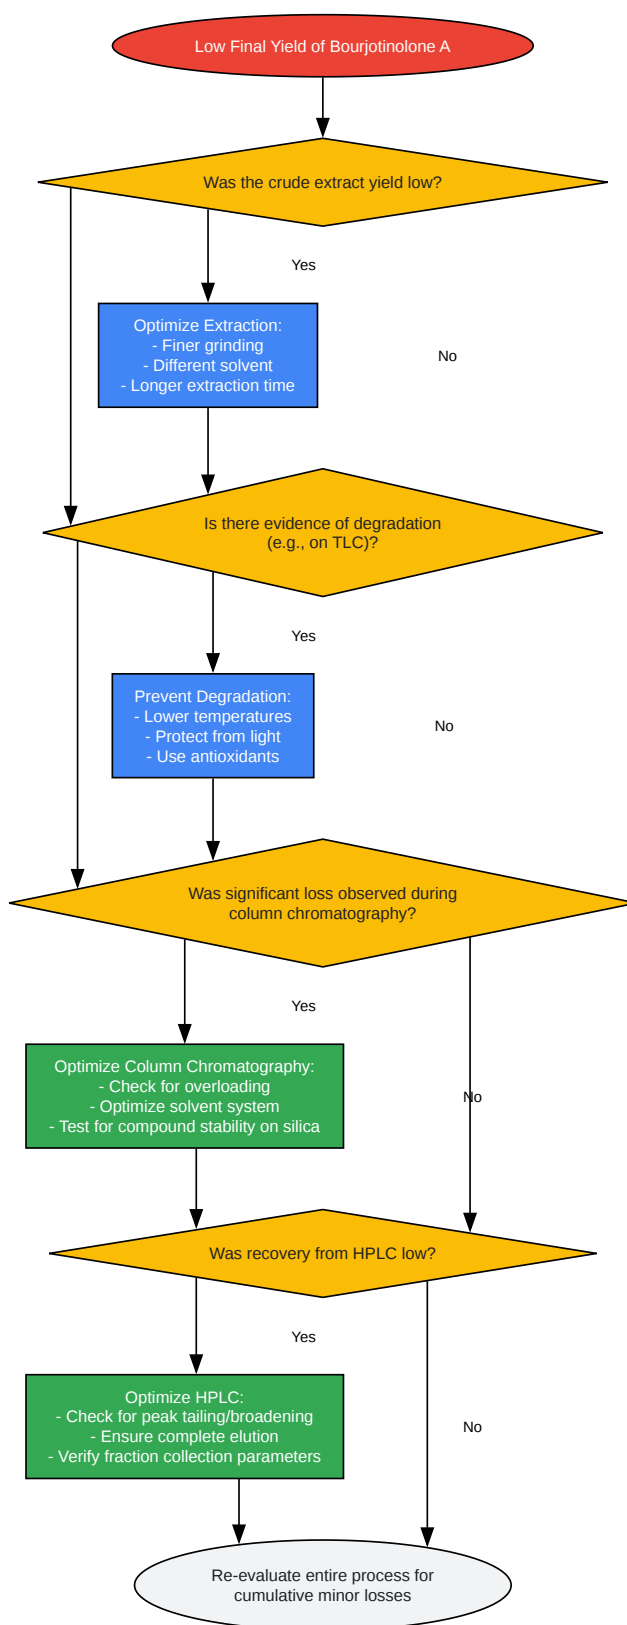 Low Final Yield of Bourjotinolone A
Was the crude extract yield low?
Yes
Optimize Extraction:
- Finer grinding
- Different solvent
- Longer extraction time
No
Is there evidence of degradation
(e.g., on TLC)?
Yes
Prevent Degradation:
- Lower temperatures
- Protect from light
- Use antioxidants
No
Was significant loss observed during
column chromatography?
Yes
Optimize Column Chromatography:
- Check for overloading
- Optimize solvent system
- Test for compound stability on silica
No
Was recovery from HPLC low?
Yes
Optimize HPLC:
- Check for peak tailing/broadening
- Ensure complete elution
- Verify fraction collection parameters
No
Re-evaluate entire process for
cumulative minor losses